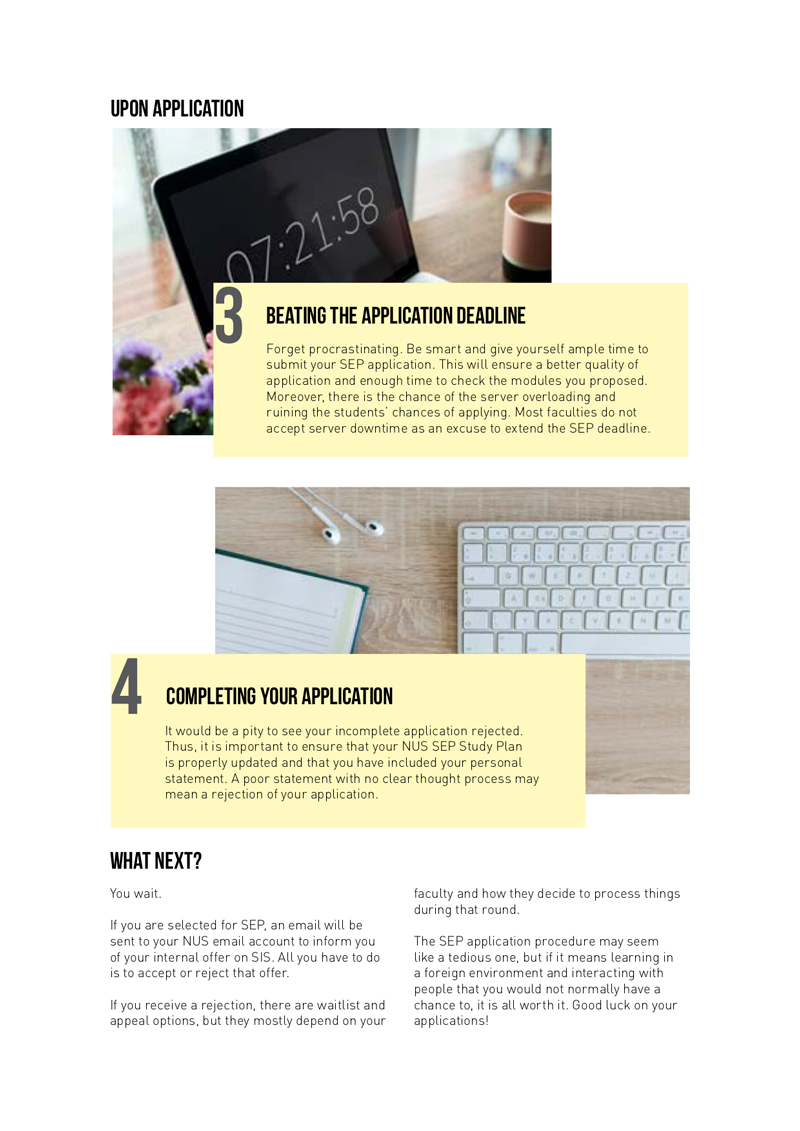 UPON APPLICATION
07:21:58
3
BEATING THE APPLICATION DEADLINE
Forget procrastinating. Be smart and give yourself ample time to
submit your SEP application. This will ensure a better quality of
application and enough time to check the modules you proposed.
Moreover, there is the chance of the server overloading and
ruining the students’ chances of applying. Most faculties do not
accept server downtime as an excuse to extend the SEP deadline.
4
COMPLETING YOUR APPLICATION
It would be a pity to see your incomplete application rejected.
Thus, it is important to ensure that your NUS SEP Study Plan
is properly updated and that you have included your personal
statement. A poor statement with no clear thought process may
mean a rejection of your application.
WHAT NEXT?
You wait.
If you are selected for SEP, an email will be
sent to your NUS email account to inform you
of your internal offer on SIS. All you have to do
is to accept or reject that offer.
If you receive a rejection, there are waitlist and
appeal options, but they mostly depend on your
faculty and how they decide to process things
during that round.
The SEP application procedure may seem
like a tedious one, but if it means learning in
a foreign environment and interacting with
people that you would not normally have a
chance to, it is all worth it. Good luck on your
applications!